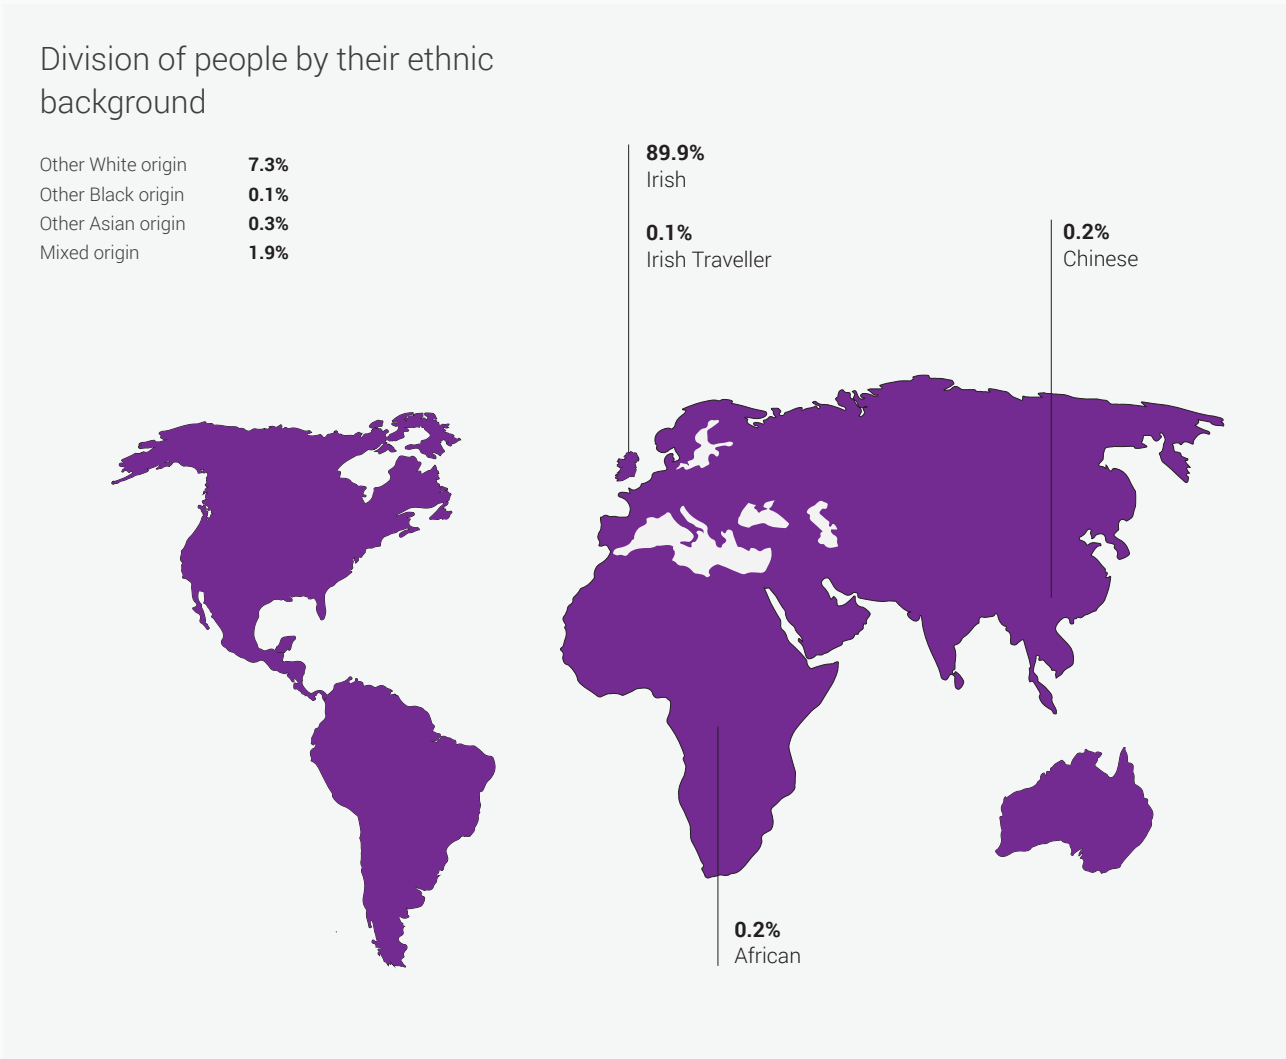 Division of people by their ethnic
background
Other White origin 7.3%
Other Black origin 0.1%
Other Asian origin 0.3%
Mixed origin 1.9%
89.9%
Irish
0.1%
Irish Traveller
0.2%
Chinese
0.2%
African